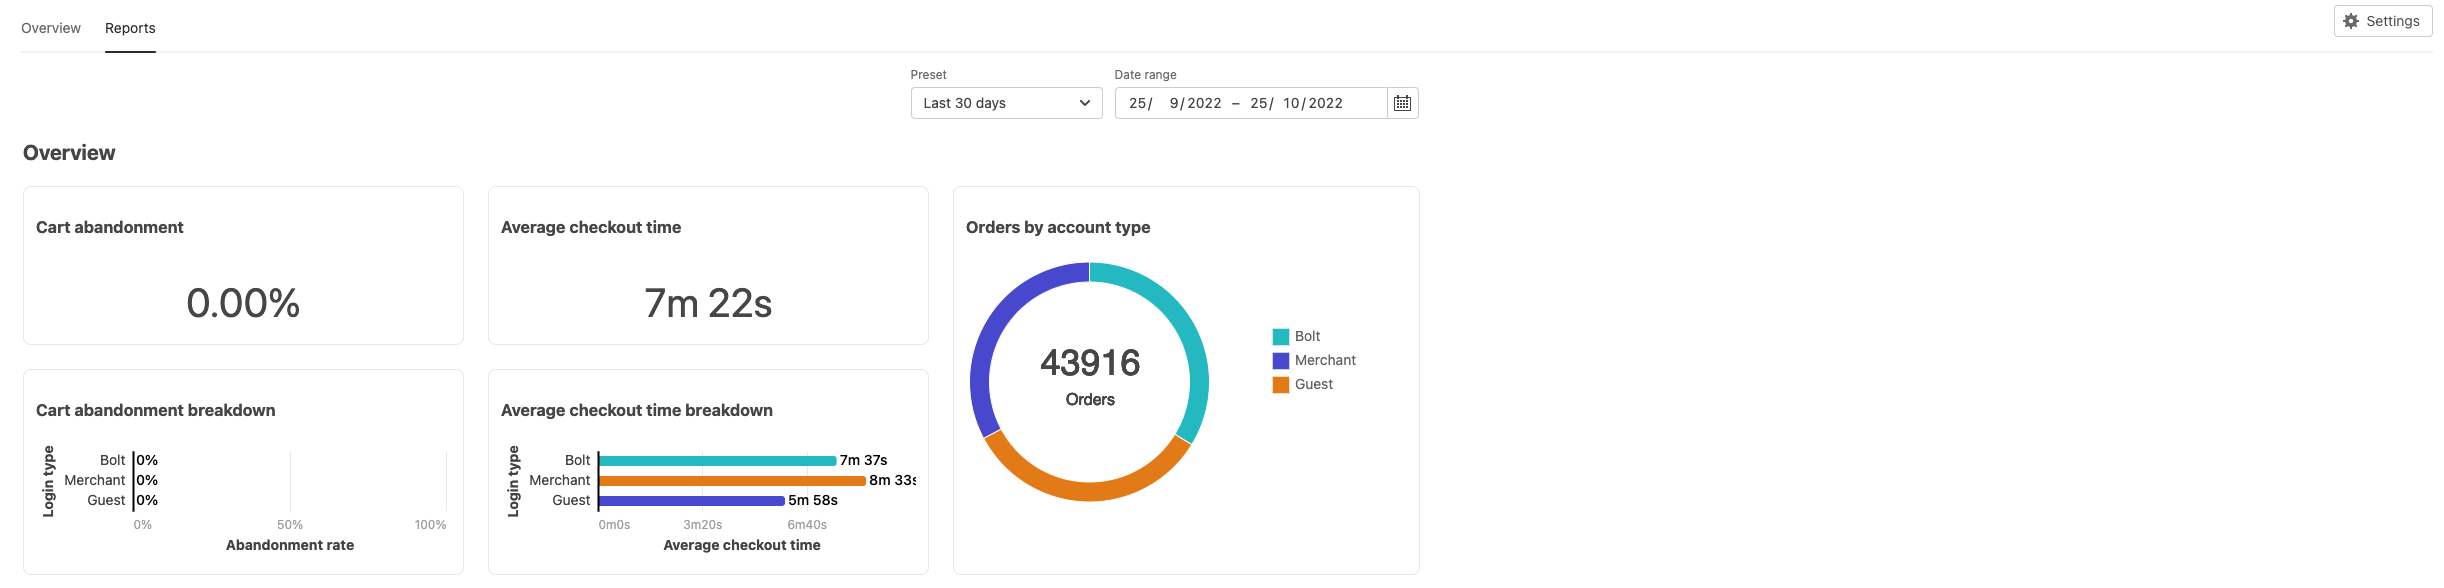 Overview Reports Settings
Preset Date range
Last 30 days 25/ 9/2022 – 25/ 10/2022
Overview
Cart abandonment
0.00%
Average checkout time
7m 22s
Orders by account type
43916
Orders
Bolt
Merchant
Guest
Cart abandonment breakdown
Login type
Bolt 0%
Merchant 0%
Guest 0%
0% 50% 100%
Abandonment rate
Average checkout time breakdown
Login type
Bolt 7m 37s
Merchant 8m 33s
Guest 5m 58s
0m0s 3m20s 6m40s
Average checkout time